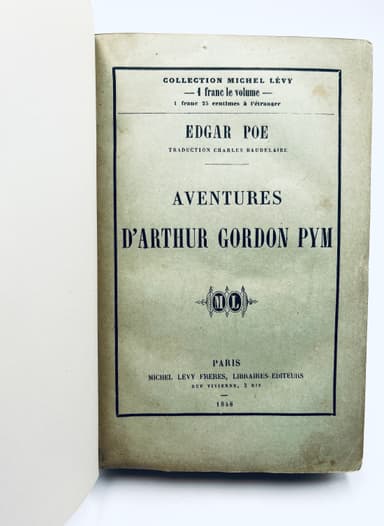 COLLECTION MICHEL LÉVY
— 1 franc le volume —
1 franc 25 centimes à l'étranger
EDGAR POE
TRADUCTION CHARLES BAUDELAIRE
AVENTURES
D'ARTHUR GORDON PYM
ML
PARIS
MICHEL LÉVY FRÈRES, LIBRAIRES-ÉDITEURS
RUE VIVIENNE, 2 BIS
—
1858